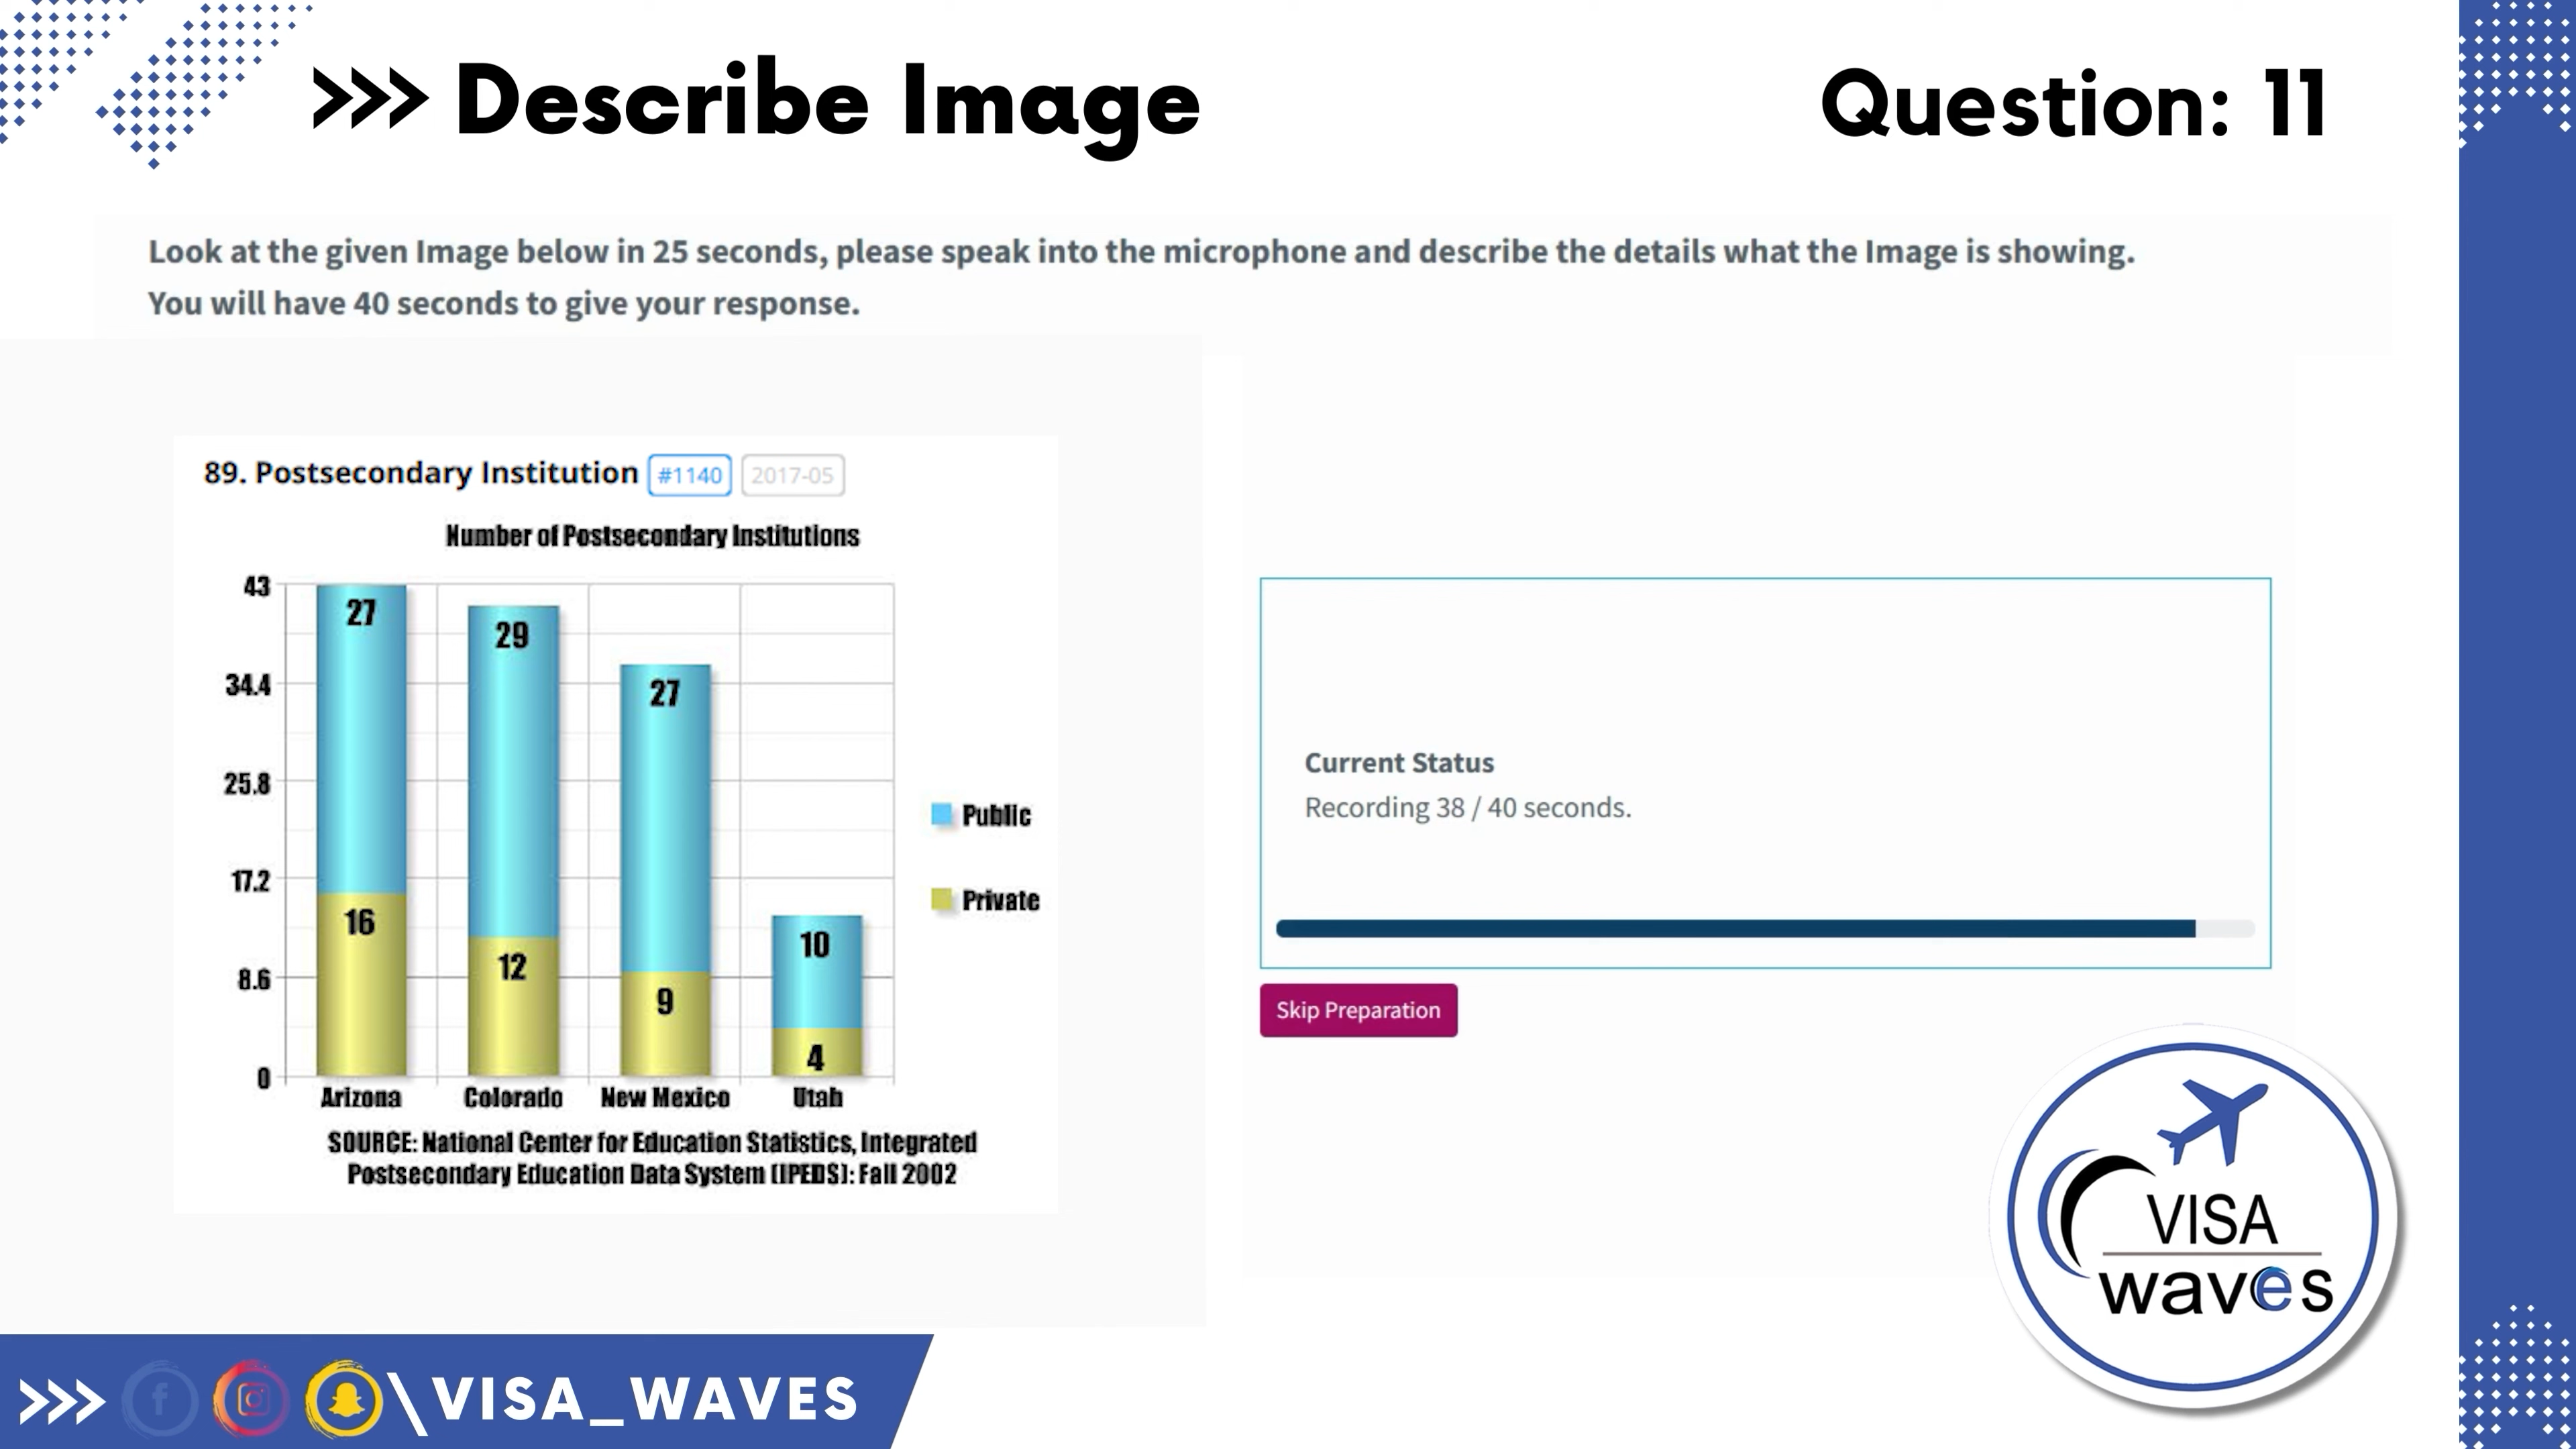 >>> Describe Image
Question: 11
Look at the given Image below in 25 seconds, please speak into the microphone and describe the details what the Image is showing.
You will have 40 seconds to give your response.
89. Postsecondary Institution #1140 2017-05
Number of Postsecondary Institutions
43
34.4
25.8
17.2
8.6
0
27
29
27
10
16
12
9
4
Public
Private
Arizona Colorado New Mexico Utah
SOURCE: National Center for Education Statistics, Integrated
Postsecondary Education Data System (IPEDS): Fall 2002
Current Status
Recording 38 / 40 seconds.
Skip Preparation
VISA
waves
>>> \VISA_WAVES